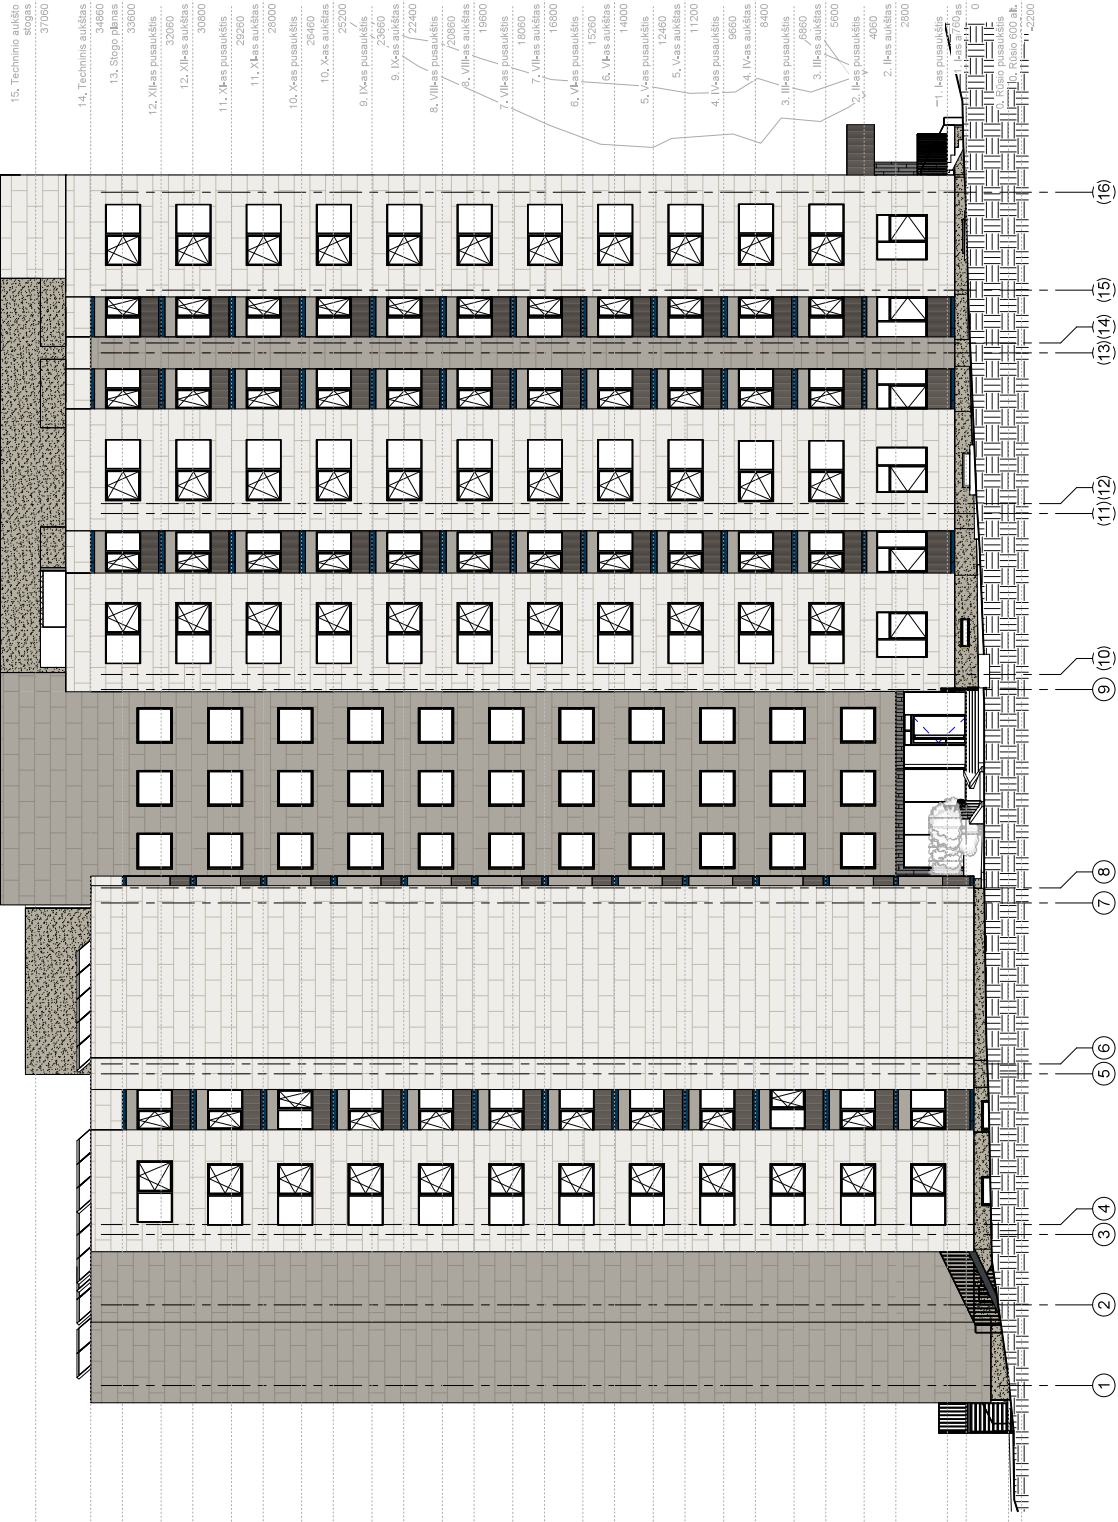 15. Techninio aukšto
stogas
37060
14. Techninis aukštas
34860
13. Stogo planas
33600
12. XII-as pusaukštis
32060
12. XII-as aukštas
30800
11. XI-as pusaukštis
29260
11. XI-as aukštas
28000
10. X-as pusaukštis
26460
10. X-as aukštas
25200
9. IX-as pusaukštis
23660
9. IX-as aukštas
22400
8. VIII-as pusaukštis
20860
8. VIII-as aukštas
19600
7. VII-as pusaukštis
18060
7. VII-as aukštas
16800
6. VI-as pusaukštis
15260
6. VI-as aukštas
14000
5. V-as pusaukštis
12460
5. V-as aukštas
11200
4. IV-as pusaukštis
9660
4. IV-as aukštas
8400
3. III-as pusaukštis
6860
3. III-as aukštas
5600
2. II-as pusaukštis
4060
2. II-as aukštas
2800
1. I-as pusaukštis
0
0. Rūsio pusaukštis
0. Rūsio 6000 alt.
-2200
(16)
(15)
(13)(14)
(11)(12)
(10)
9
8
7
6
5
4
3
2
1